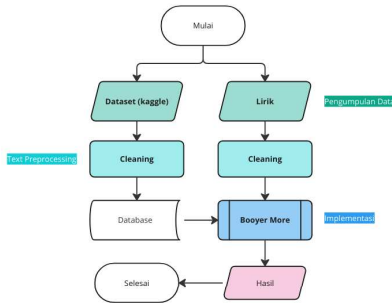 Mulai
Dataset (kaggle)
Lirik
Pengumpulan Data
Text Preprocessing
Cleaning
Cleaning
Database
Booyer More
Implementasi
Selesai
Hasil